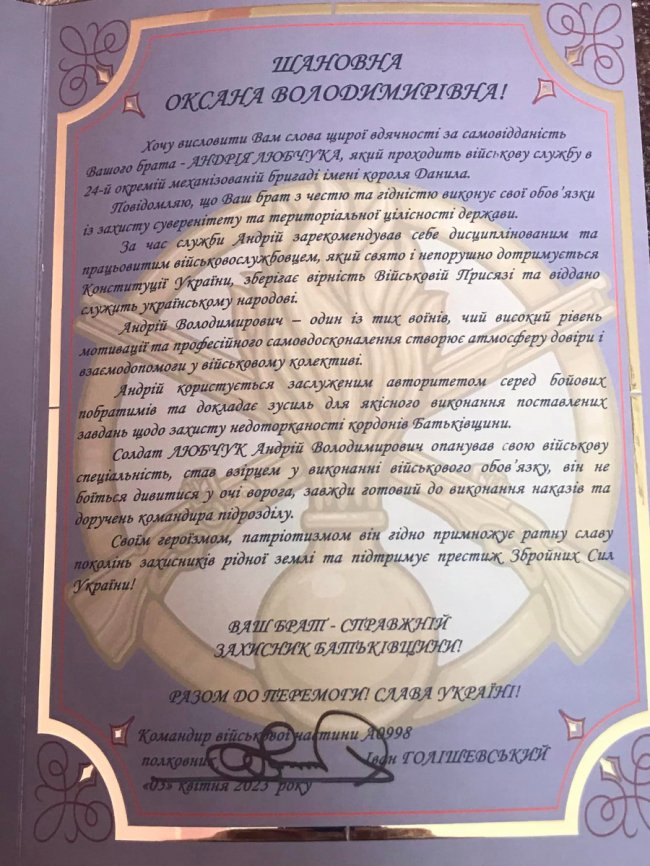 ШАНОВНА
ОКСАНА ВОЛОДИМИРІВНА!
Хочу висловити Вам слова щирої вдячності за самовідданість
Вашого брата - АНДРІЯ ЛЮБЧУКА, який проходить військову службу в
24-й окремій механізованій бригаді імені короля Данила.
Повідомляю, що Ваш брат з честю та гідністю виконує свої обов'язки
із захисту суверенітету та територіальної цілісності держави.
За час служби Андрій зарекомендував себе дисциплінованим та
працьовитим військовослужбовцем, який свято і непорушно дотримується
Конституції України, зберігає вірність Військовій Присязі та віддано
служить українському народові.
Андрій Володимирович – один із тих воїнів, чий високий рівень
мотивації та професійного самовдосконалення створює атмосферу довіри і
взаємодопомоги у військовому колективі.
Андрій користується заслуженим авторитетом серед бойових
побратимів та докладає зусиль для якісного виконання поставлених
завдань щодо захисту недоторканості кордонів Батьківщини.
Солдат ЛЮБЧУК Андрій Володимирович опанував свою військову
спеціальність, став взірцем у виконанні військового обов'язку, він не
боїться дивитися у очі ворога, завжди готовий до виконання наказів та
доручень командира підрозділу.
Своїм героїзмом, патріотизмом він гідно примножує ратну славу
поколінь захисників рідної землі та підтримує престиж Збройних Сил
України!
ВАШ БРАТ - СПРАВЖНІЙ
ЗАХИСНИК БАТЬКІВЩИНИ!
РАЗОМ ДО ПЕРЕМОГИ! СЛАВА УКРАЇНІ!
Командир військової частини А0998
полковник Іван ГОЛІШЕВСЬКИЙ
«03» квітня 2023 року